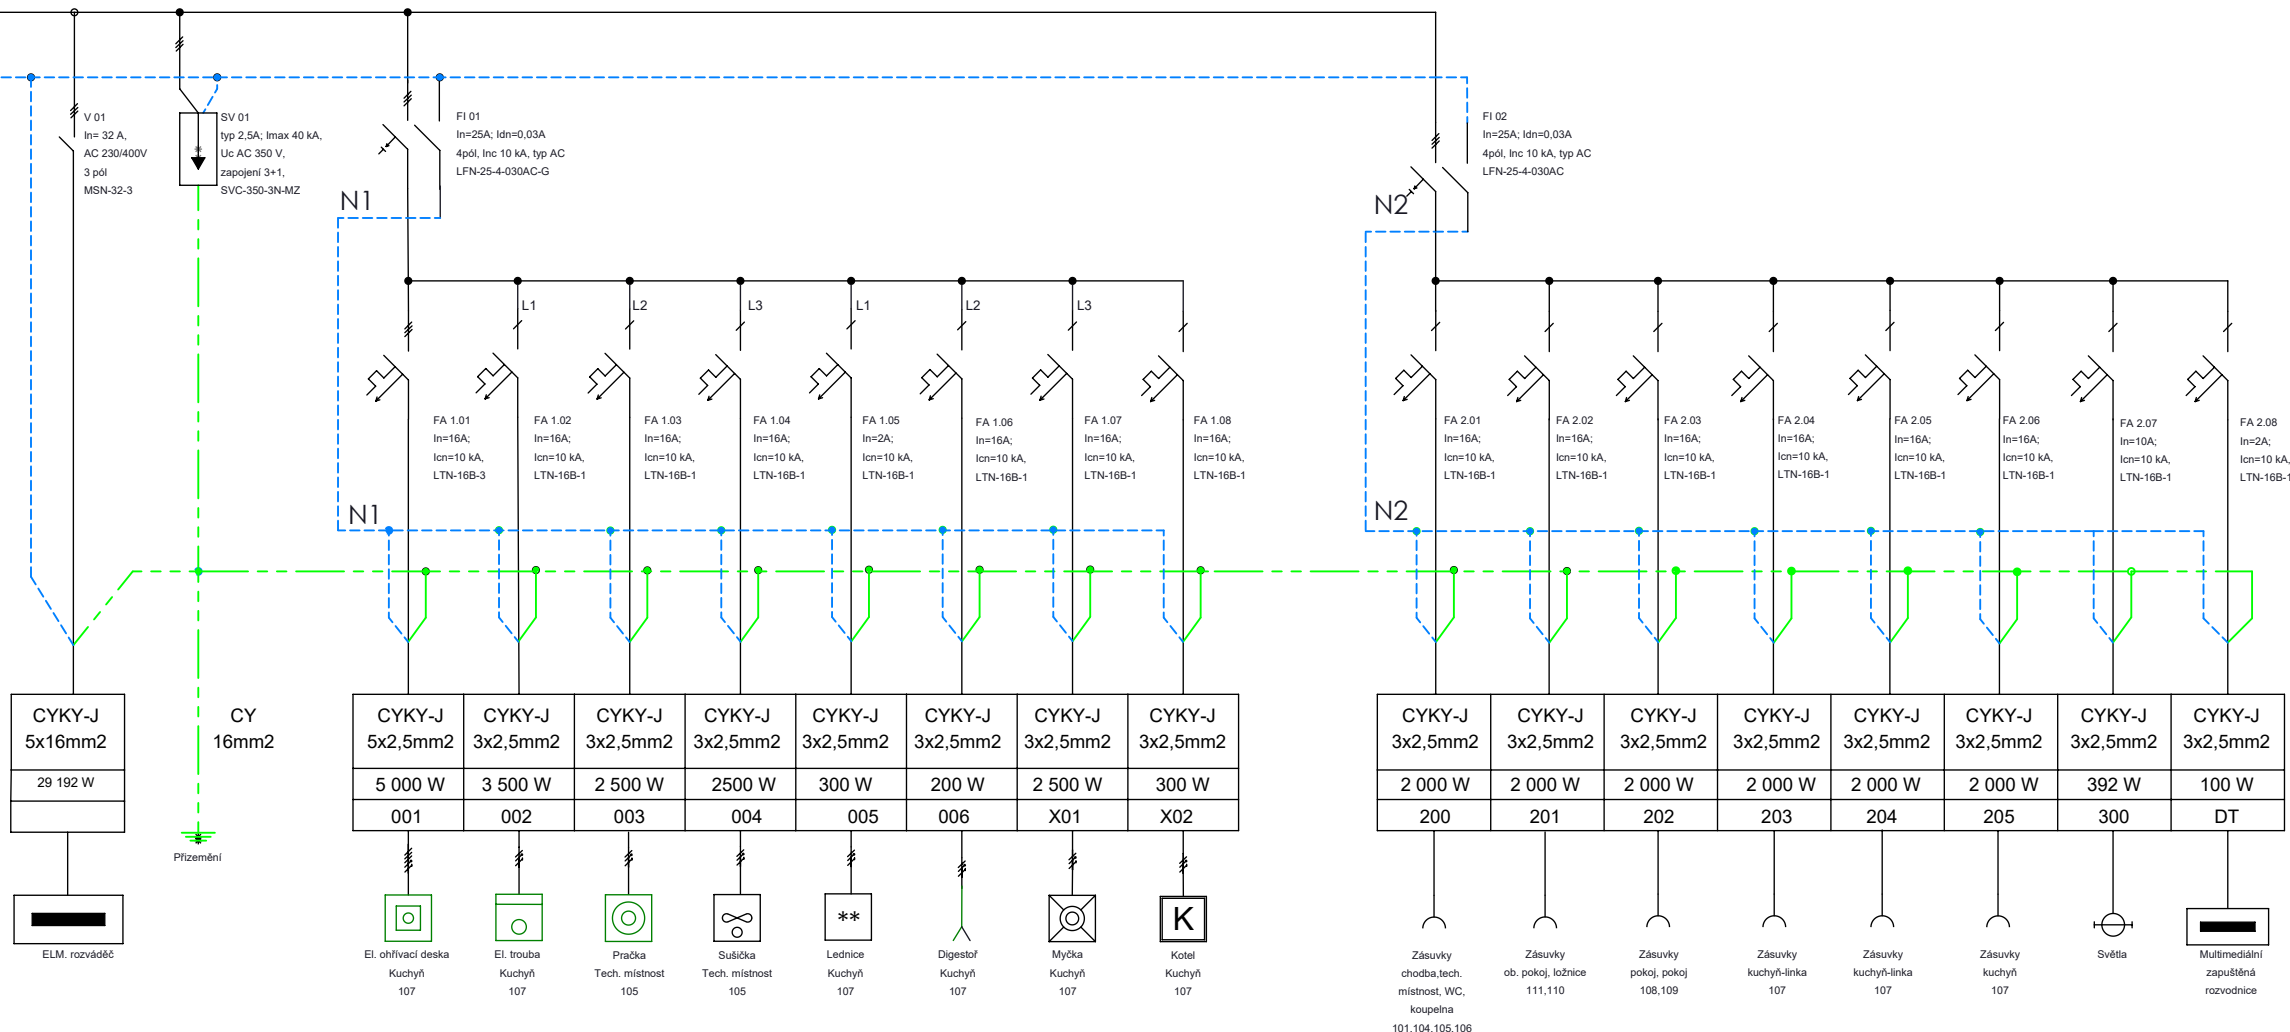 V 01
In= 32 A,
AC 230/400V
3 pól
MSN-32-3
SV 01
typ 2,5A; Imax 40 kA,
Uc AC 350 V,
zapojení 3+1,
SVC-350-3N-MZ
FI 01
In=25A; Idn=0,03A
4pól, Inc 10 kA, typ AC
LFN-25-4-030AC-G
FI 02
In=25A; Idn=0,03A
4pól, Inc 10 kA, typ AC
LFN-25-4-030AC
N1
N2
L1
L2
L3
L1
L2
L3
FA 1.01
In=16A;
Icn=10 kA,
LTN-16B-3
FA 1.02
In=16A;
Icn=10 kA,
LTN-16B-1
FA 1.03
In=16A;
Icn=10 kA,
LTN-16B-1
FA 1.04
In=16A;
Icn=10 kA,
LTN-16B-1
FA 1.05
In=2A;
Icn=10 kA,
LTN-16B-1
FA 1.06
In=16A;
Icn=10 kA,
LTN-16B-1
FA 1.07
In=16A;
Icn=10 kA,
LTN-16B-1
FA 1.08
In=16A;
Icn=10 kA,
LTN-16B-1
FA 2.01
In=16A;
Icn=10 kA,
LTN-16B-1
FA 2.02
In=16A;
Icn=10 kA,
LTN-16B-1
FA 2.03
In=16A;
Icn=10 kA,
LTN-16B-1
FA 2.04
In=16A;
Icn=10 kA,
LTN-16B-1
FA 2.05
In=16A;
Icn=10 kA,
LTN-16B-1
FA 2.06
In=16A;
Icn=10 kA,
LTN-16B-1
FA 2.07
In=10A;
Icn=10 kA,
LTN-16B-1
FA 2.08
In=2A;
Icn=10 kA,
LTN-16B-1
N1
N2
CYKY-J
5x16mm2
29 192 W
CY
16mm2
CYKY-J
5x2,5mm2
5 000 W
001
CYKY-J
3x2,5mm2
3 500 W
002
CYKY-J
3x2,5mm2
2 500 W
003
CYKY-J
3x2,5mm2
2500 W
004
CYKY-J
3x2,5mm2
300 W
005
CYKY-J
3x2,5mm2
200 W
006
CYKY-J
3x2,5mm2
2 500 W
X01
CYKY-J
3x2,5mm2
300 W
X02
CYKY-J
3x2,5mm2
2 000 W
200
CYKY-J
3x2,5mm2
2 000 W
201
CYKY-J
3x2,5mm2
2 000 W
202
CYKY-J
3x2,5mm2
2 000 W
203
CYKY-J
3x2,5mm2
2 000 W
204
CYKY-J
3x2,5mm2
2 000 W
205
CYKY-J
3x2,5mm2
392 W
300
CYKY-J
3x2,5mm2
100 W
DT
Přizemění
**
K
ELM. rozváděč
El. ohřívací deska
Kuchyň
107
El. trouba
Kuchyň
107
Pračka
Tech. místnost
105
Sušička
Tech. místnost
105
Lednice
Kuchyň
107
Digestoř
Kuchyň
107
Myčka
Kuchyň
107
Kotel
Kuchyň
107
Zásuvky
chodba,tech.
místnost, WC,
koupelna
101,104,105,106
Zásuvky
ob. pokoj, ložnice
111,110
Zásuvky
pokoj, pokoj
108,109
Zásuvky
kuchyň-linka
107
Zásuvky
kuchyň-linka
107
Zásuvky
kuchyň
107
Světla
Multimediální
zapuštěná
rozvodnice